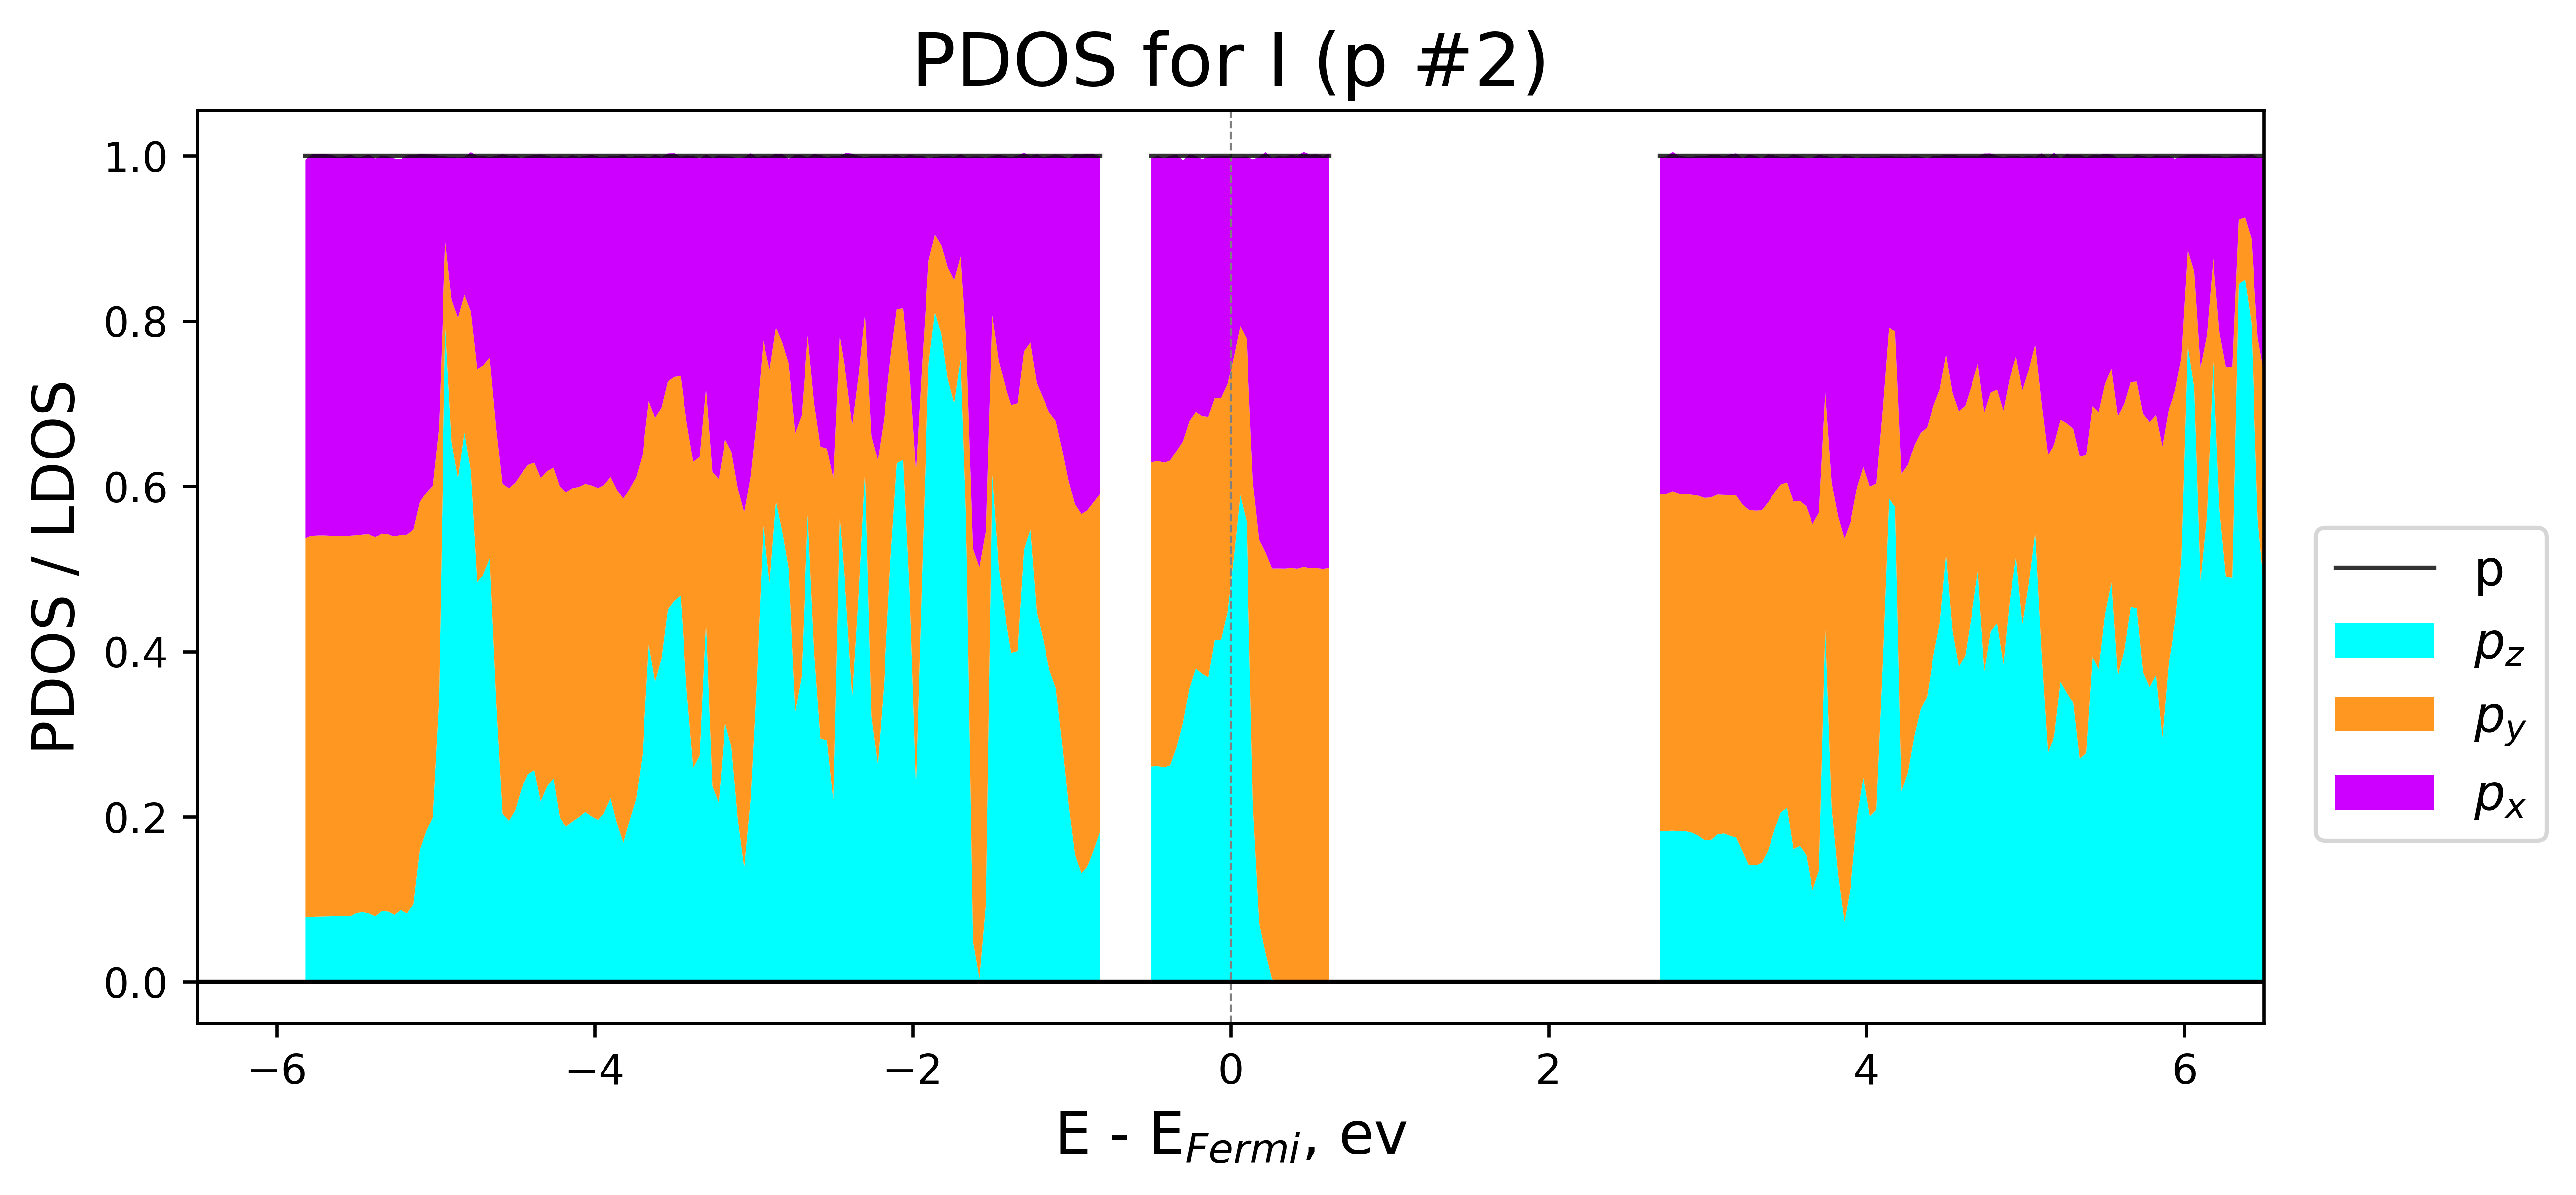 PDOS for I (p #2)
PDOS / LDOS
1.0
0.8
0.6
0.4
0.2
0.0
−6 −4 −2 0 2 4 6
E - E_Fermi, ev
p
p_z
p_y
p_x